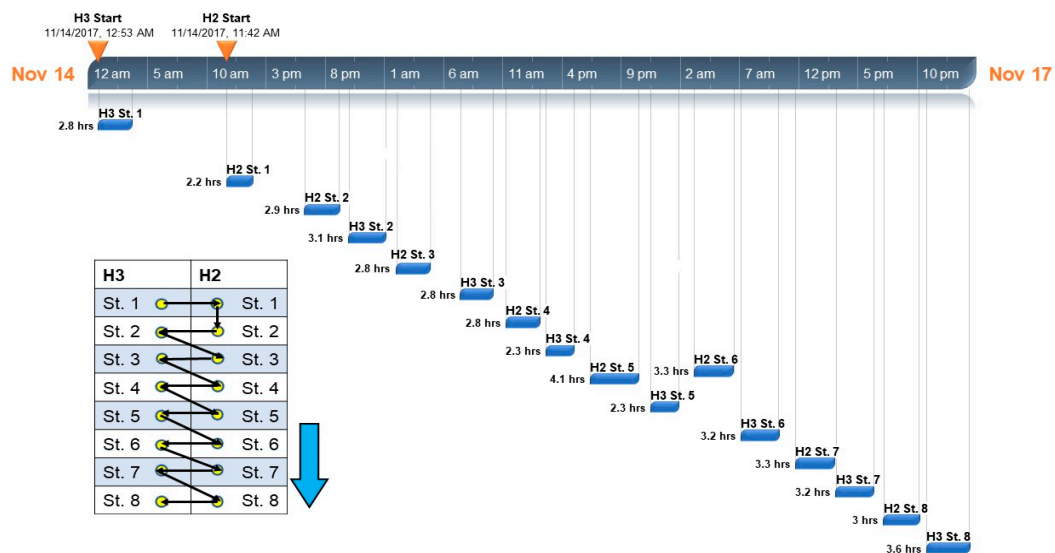 H3 Start
11/14/2017, 12:53 AM
H2 Start
11/14/2017, 11:42 AM
Nov 14
12 am 5 am 10 am 3 pm 8 pm 1 am 6 am 11 am 4 pm 9 pm 2 am 7 am 12 pm 5 pm 10 pm
Nov 17
H3 St. 1
2.8 hrs
H2 St. 1
2.2 hrs
H2 St. 2
2.9 hrs
H3 St. 2
3.1 hrs
H2 St. 3
2.8 hrs
H3 St. 3
2.8 hrs
H2 St. 4
2.8 hrs
H3 St. 4
2.3 hrs
H2 St. 5
4.1 hrs
H2 St. 6
3.3 hrs
H3 St. 5
2.3 hrs
H3 St. 6
3.2 hrs
H2 St. 7
3.3 hrs
H3 St. 7
3.2 hrs
H2 St. 8
3 hrs
H3 St. 8
3.6 hrs
H3 H2
St. 1 St. 1
St. 2 St. 2
St. 3 St. 3
St. 4 St. 4
St. 5 St. 5
St. 6 St. 6
St. 7 St. 7
St. 8 St. 8